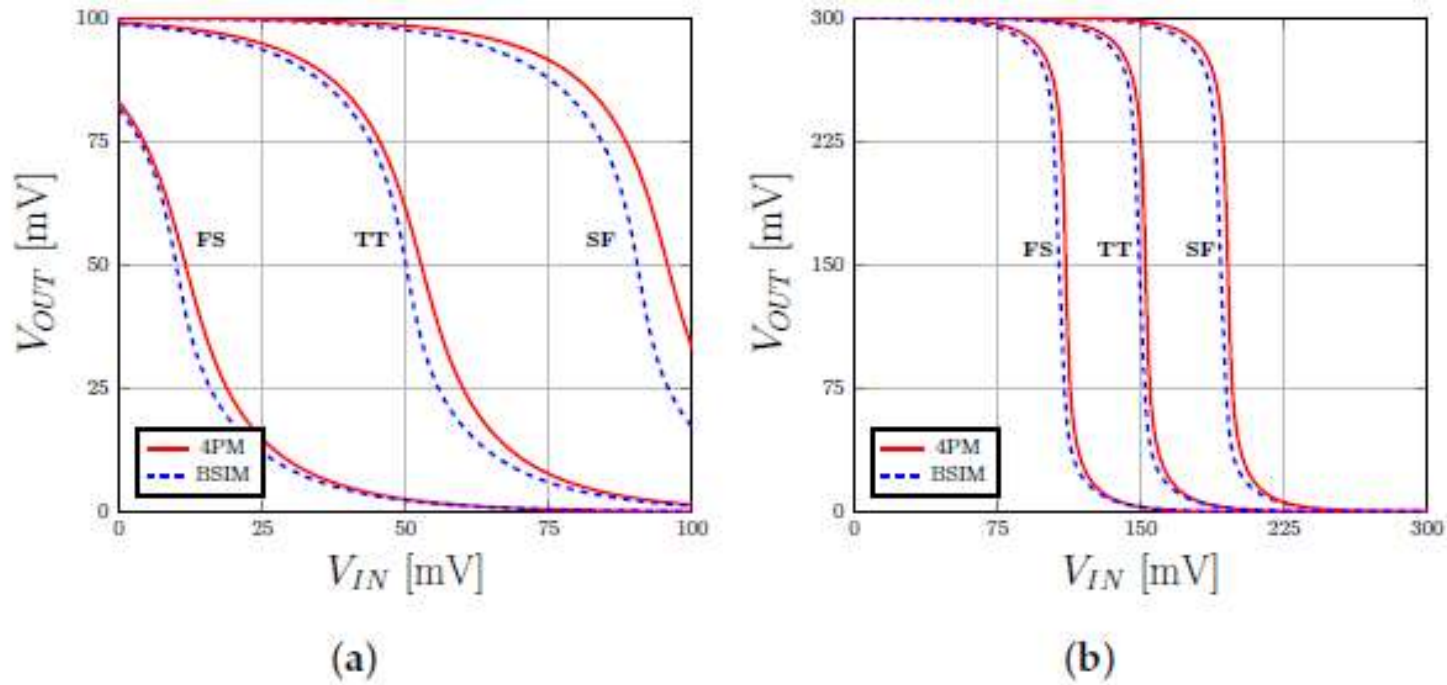 100
75
50
25
0
0 25 50 75 100
V_OUT [mV]
V_IN [mV]
FS TT SF
4PM
BSIM
(a)
300
225
150
75
0
0 75 150 225 300
V_OUT [mV]
V_IN [mV]
FS TT SF
4PM
BSIM
(b)